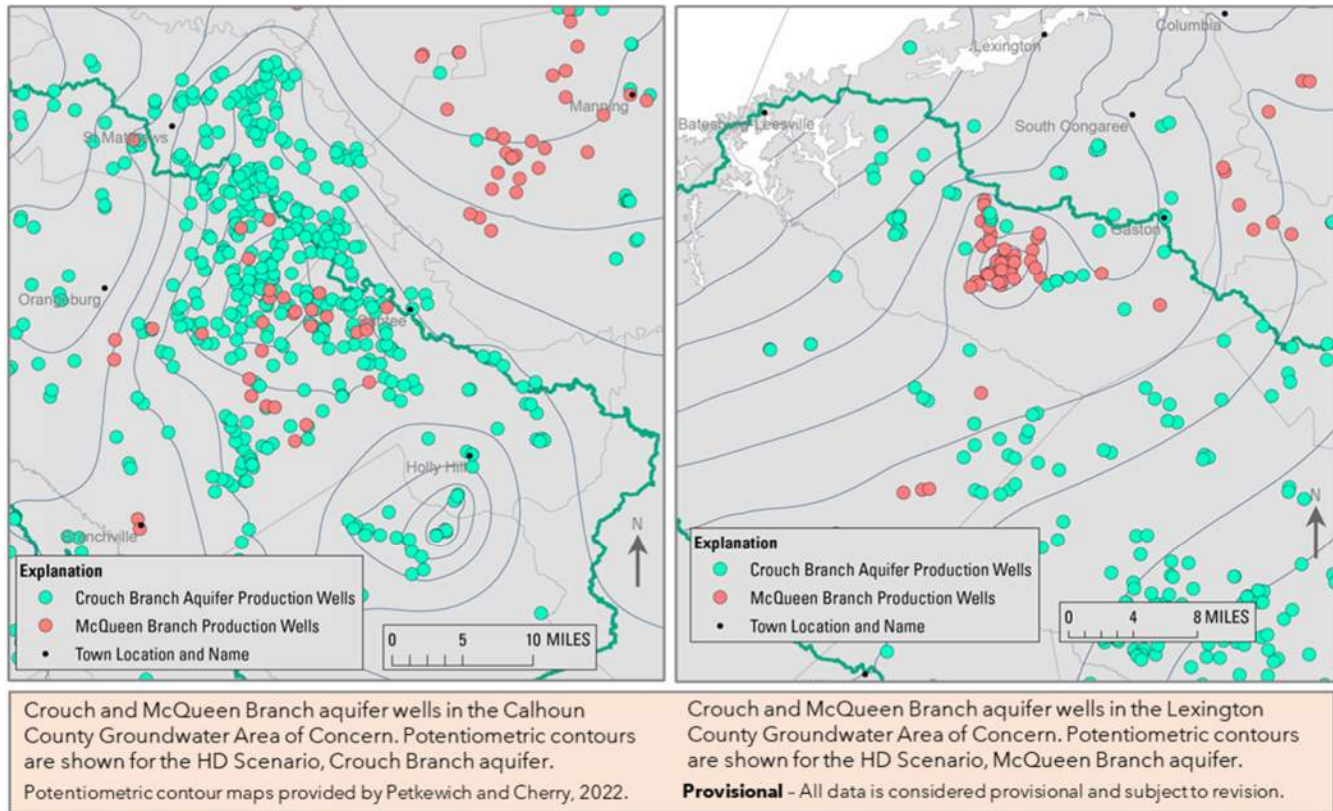 St Matthews
Manning
Orangeburg
Santee
Holly Hill
Branchville
N
Explanation
Crouch Branch Aquifer Production Wells
McQueen Branch Production Wells
Town Location and Name
0 5 10 MILES
Columbia
Lexington
Batesburg-Leesville
South Congaree
Gaston
N
Explanation
Crouch Branch Aquifer Production Wells
McQueen Branch Production Wells
Town Location and Name
0 4 8 MILES
Crouch and McQueen Branch aquifer wells in the Calhoun
County Groundwater Area of Concern. Potentiometric contours
are shown for the HD Scenario, Crouch Branch aquifer.
Potentiometric contour maps provided by Petkewich and Cherry, 2022.
Crouch and McQueen Branch aquifer wells in the Lexington
County Groundwater Area of Concern. Potentiometric contours
are shown for the HD Scenario, McQueen Branch aquifer.
Provisional - All data is considered provisional and subject to revision.